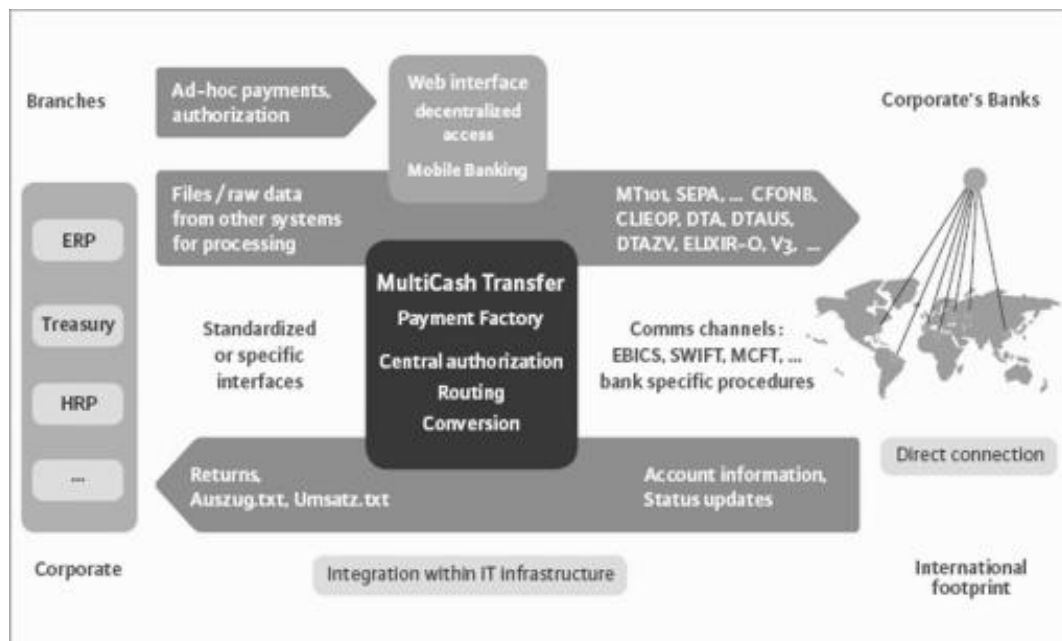 Branches
Ad-hoc payments,
authorization
Web interface
decentralized
access
Mobile Banking
Corporate's Banks
Files / raw data
from other systems
for processing
MT101, SEPA, ... CFONB,
CLIEOP, DTA, DTAUS,
DTAZV, ELIXIR-O, V3, ...
ERP
Treasury
HRP
...
Standardized
or specific
interfaces
MultiCash Transfer
Payment Factory
Central authorization
Routing
Conversion
Comms channels:
EBICS, SWIFT, MCFT, ...
bank specific procedures
Direct connection
Returns,
Auszug.txt, Umsatz.txt
Account information,
Status updates
Corporate
Integration within IT infrastructure
International
footprint